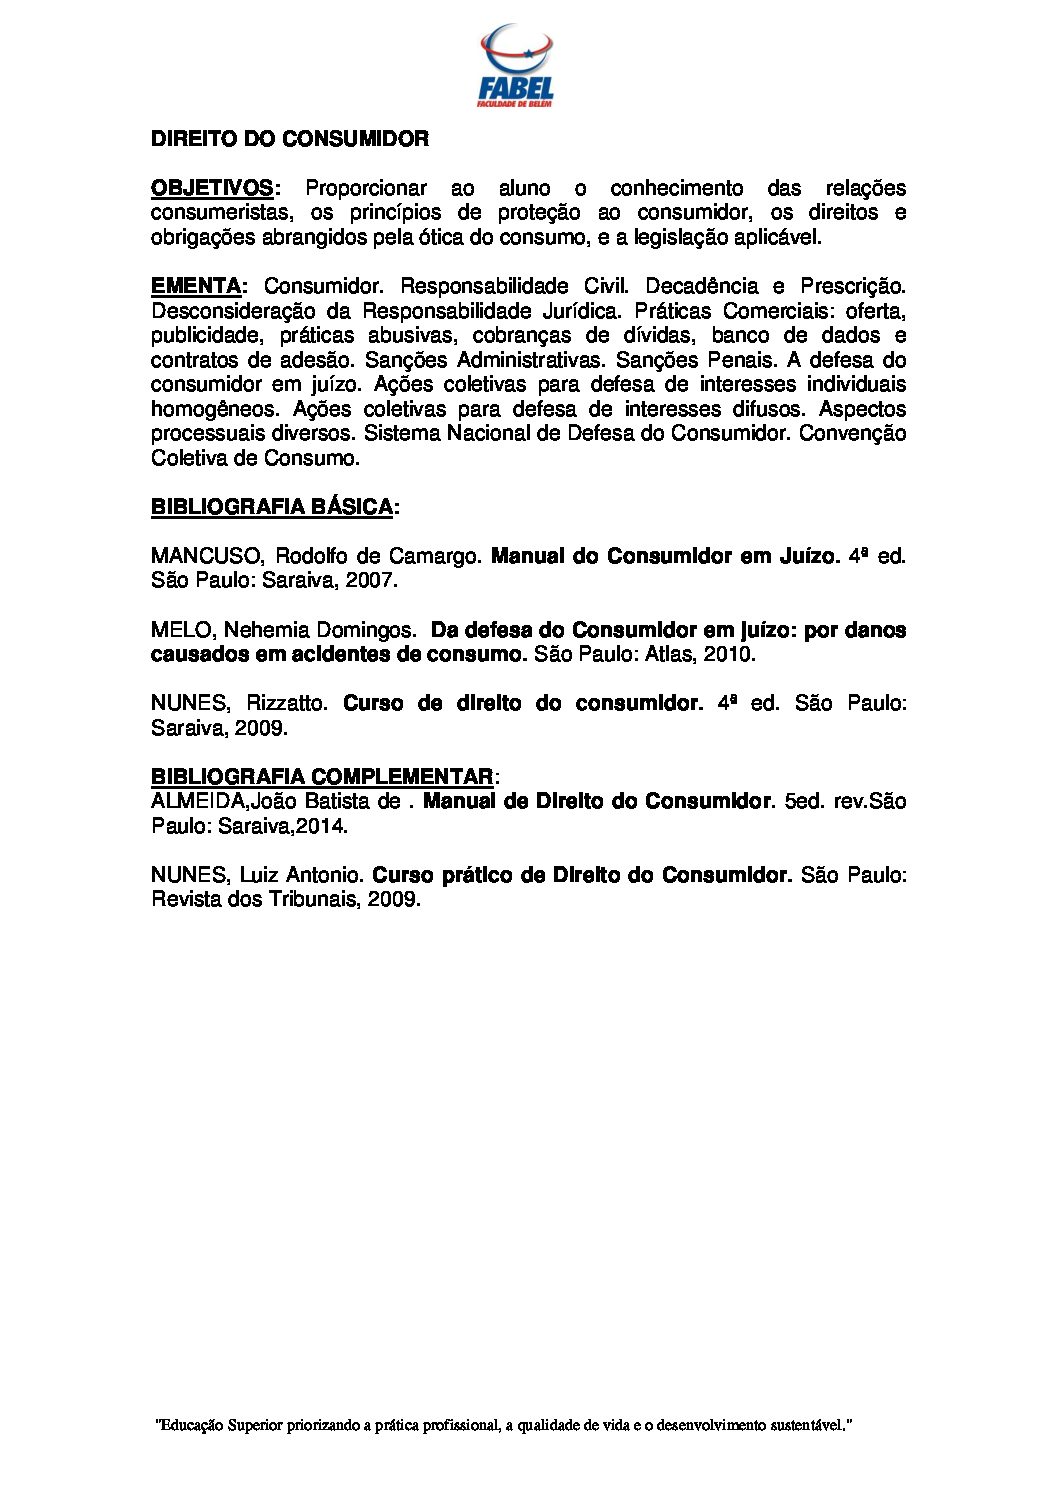 FABEL
FACULDADE DE BELÉM
DIREITO DO CONSUMIDOR
OBJETIVOS: Proporcionar ao aluno o conhecimento das relações
consumeristas, os princípios de proteção ao consumidor, os direitos e
obrigações abrangidos pela ótica do consumo, e a legislação aplicável.
EMENTA: Consumidor. Responsabilidade Civil. Decadência e Prescrição.
Desconsideração da Responsabilidade Jurídica. Práticas Comerciais: oferta,
publicidade, práticas abusivas, cobranças de dívidas, banco de dados e
contratos de adesão. Sanções Administrativas. Sanções Penais. A defesa do
consumidor em juízo. Ações coletivas para defesa de interesses individuais
homogêneos. Ações coletivas para defesa de interesses difusos. Aspectos
processuais diversos. Sistema Nacional de Defesa do Consumidor. Convenção
Coletiva de Consumo.
BIBLIOGRAFIA BÁSICA:
MANCUSO, Rodolfo de Camargo. Manual do Consumidor em Juízo. 4ª ed.
São Paulo: Saraiva, 2007.
MELO, Nehemia Domingos. Da defesa do Consumidor em juízo: por danos
causados em acidentes de consumo. São Paulo: Atlas, 2010.
NUNES, Rizzatto. Curso de direito do consumidor. 4ª ed. São Paulo:
Saraiva, 2009.
BIBLIOGRAFIA COMPLEMENTAR:
ALMEIDA,João Batista de . Manual de Direito do Consumidor. 5ed. rev.São
Paulo: Saraiva,2014.
NUNES, Luiz Antonio. Curso prático de Direito do Consumidor. São Paulo:
Revista dos Tribunais, 2009.
"Educação Superior priorizando a prática profissional, a qualidade de vida e o desenvolvimento sustentável."